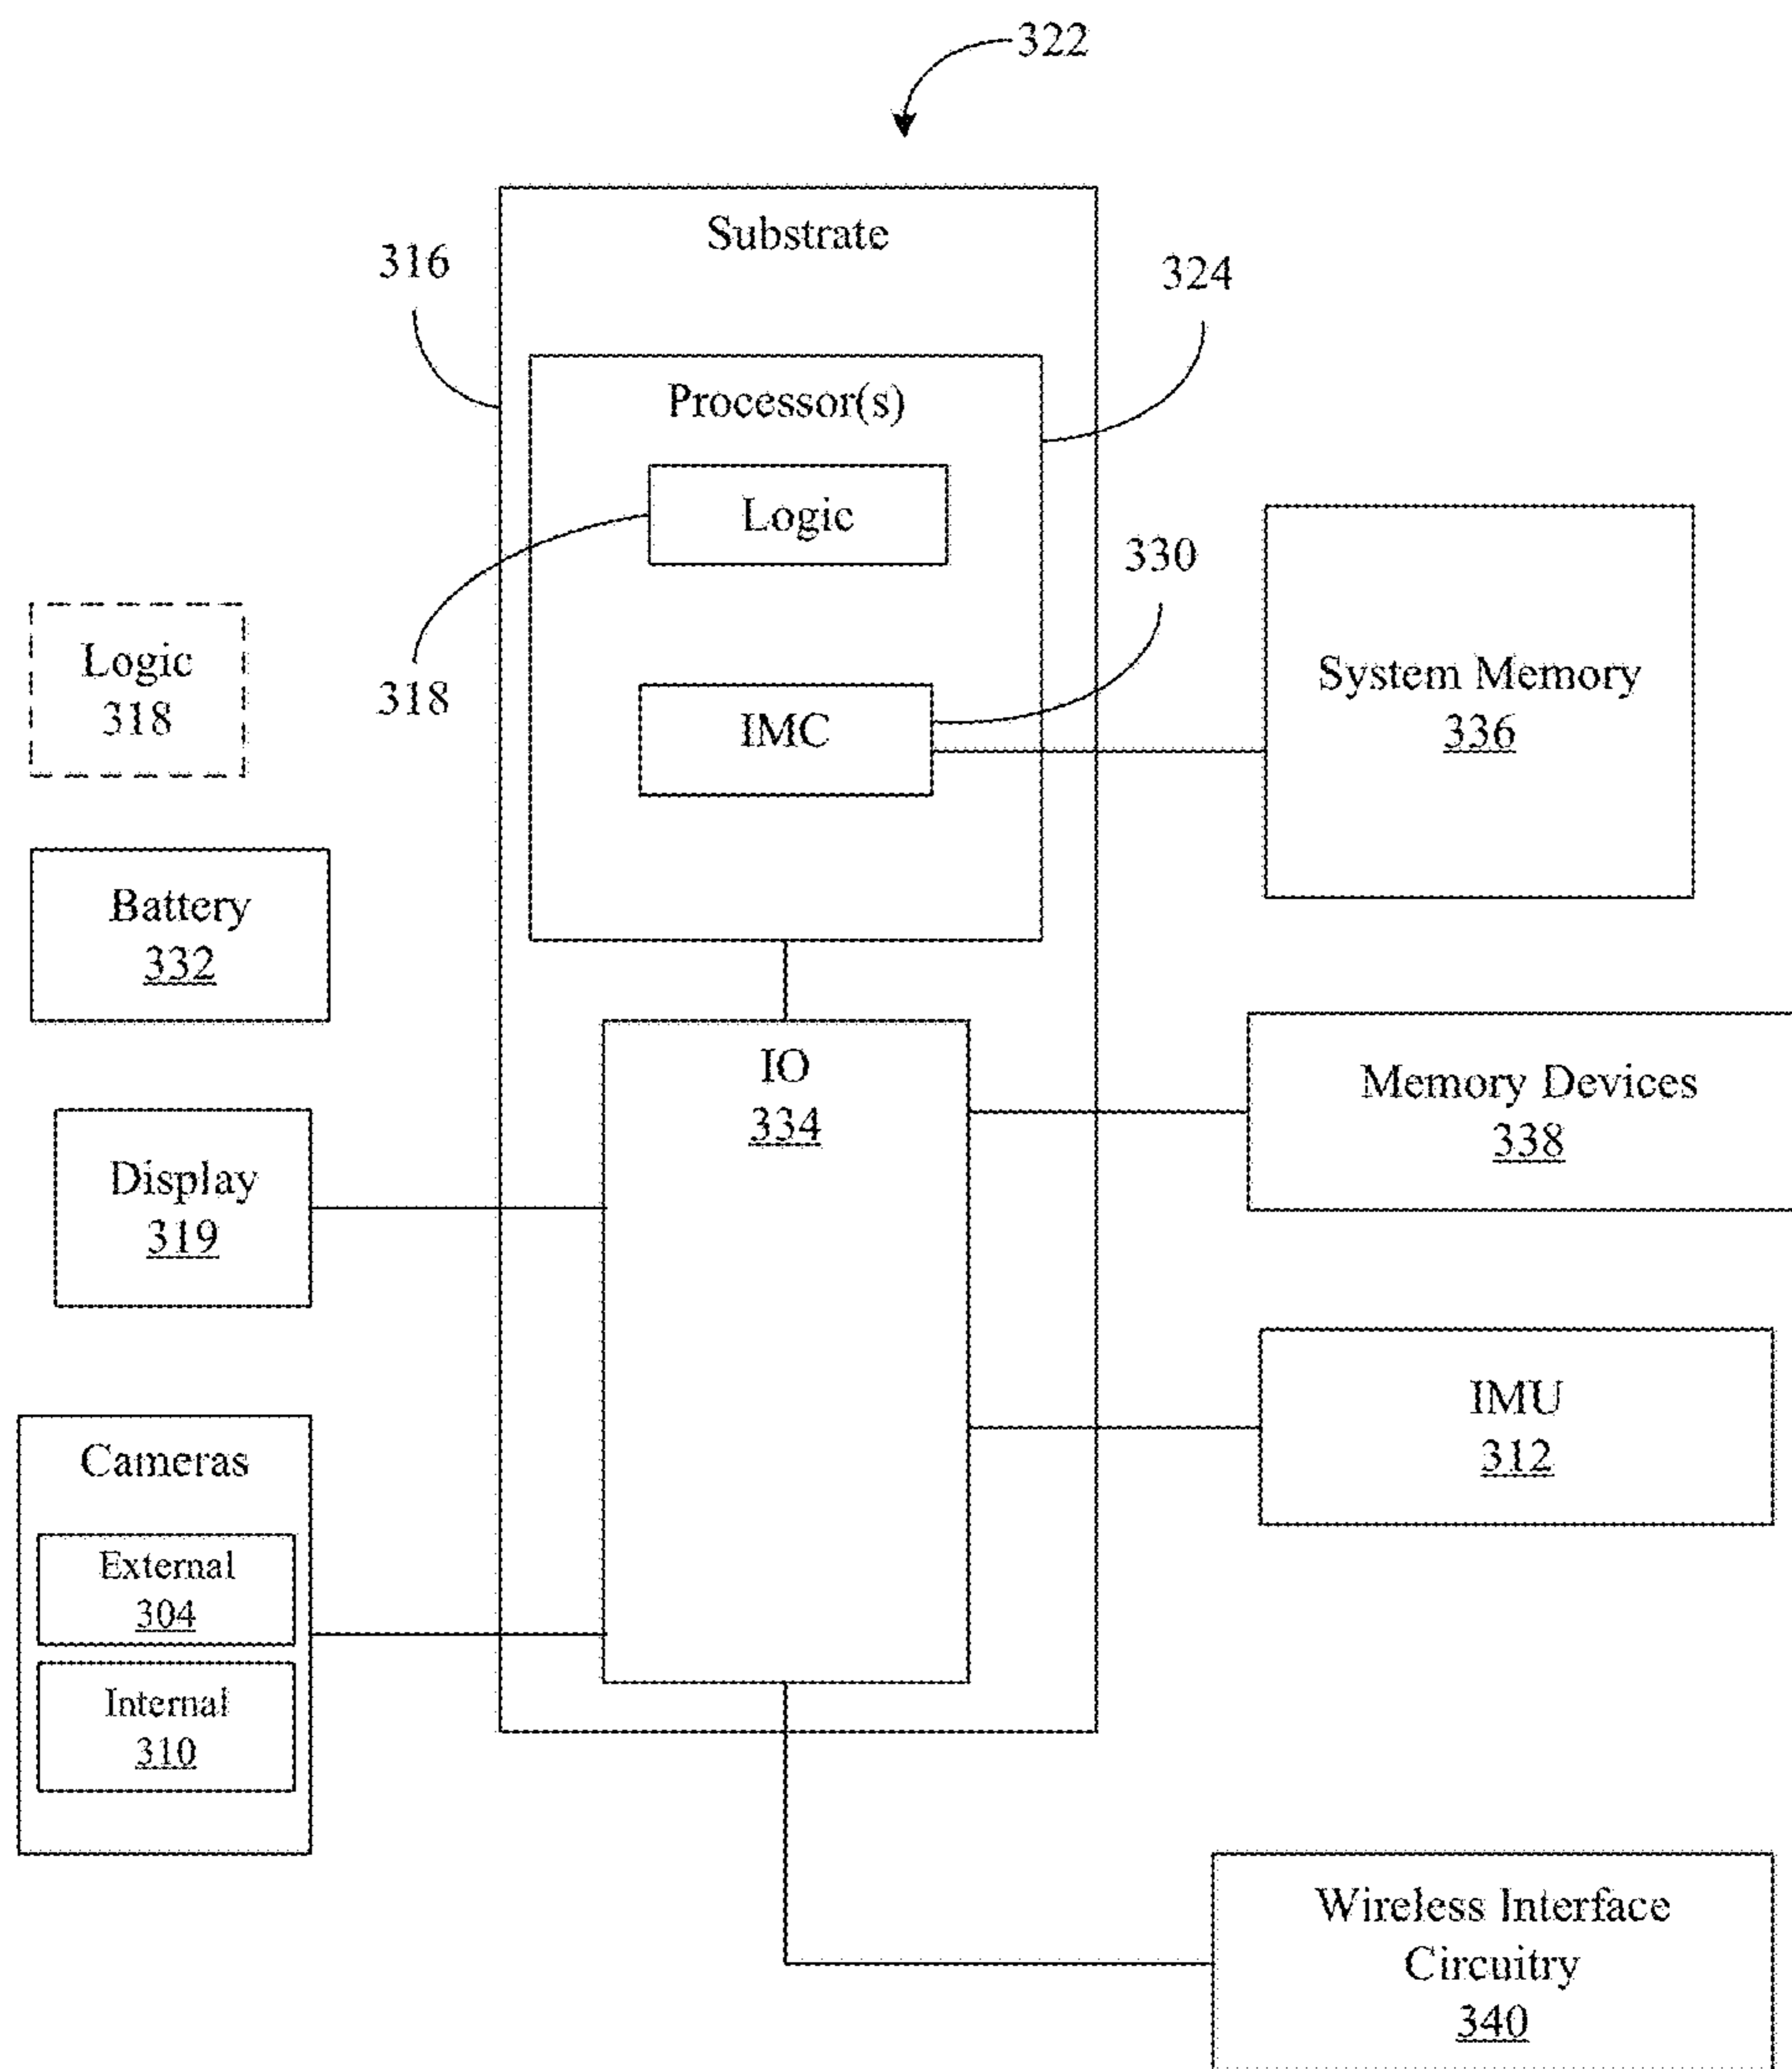 322
Substrate
316
324
Processor(s)
Logic
330
318
IMC
Logic
318
System Memory
336
Battery
332
IO
334
Memory Devices
338
Display
319
IMU
312
Cameras
External
304
Internal
310
Wireless Interface
Circuitry
340